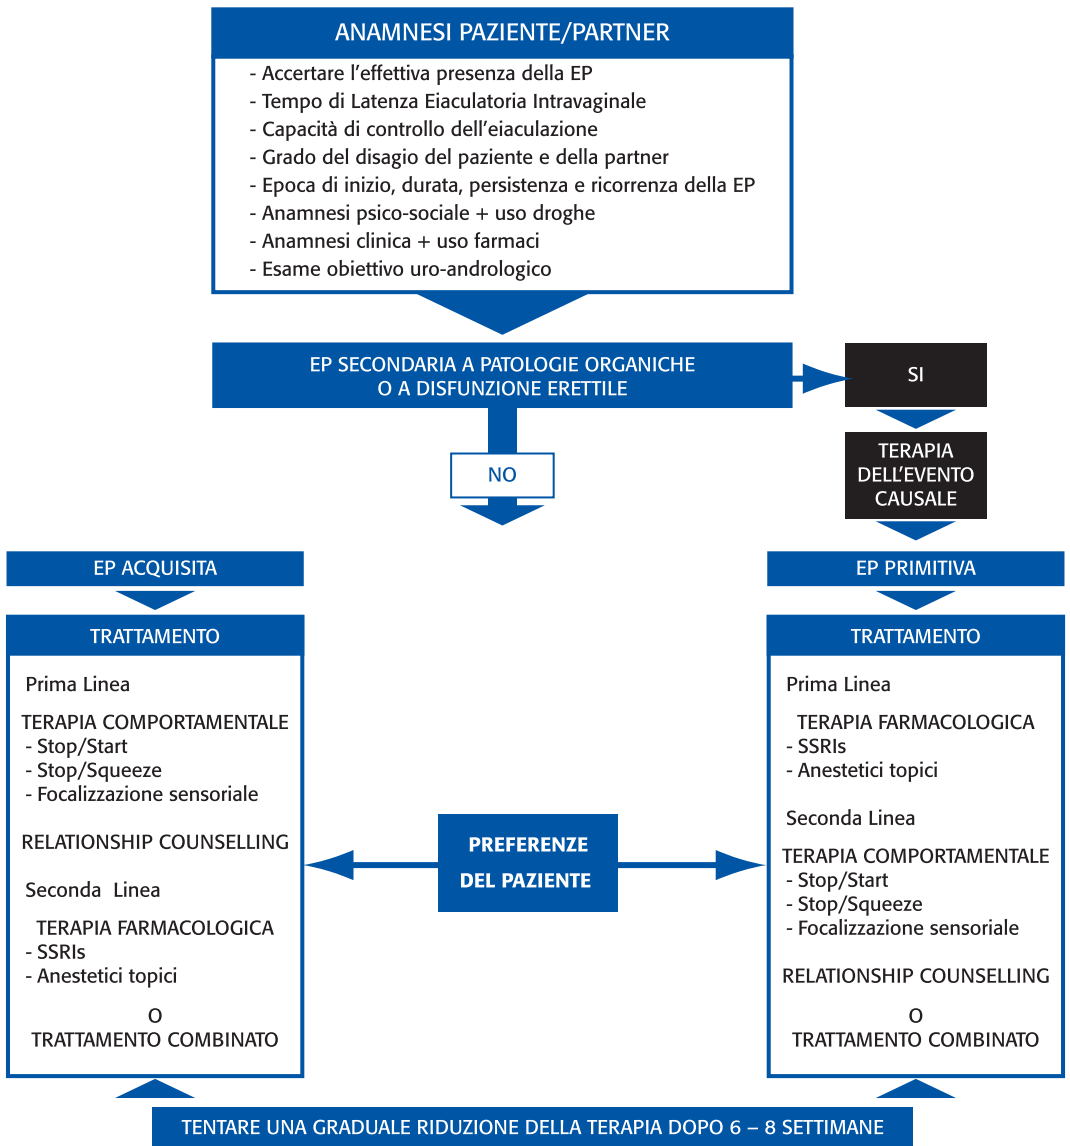 ANAMNESI PAZIENTE/PARTNER
- Accertare l'effettiva presenza della EP
- Tempo di Latenza Eiaculatoria Intravaginale
- Capacità di controllo dell'eiaculazione
- Grado del disagio del paziente e della partner
- Epoca di inizio, durata, persistenza e ricorrenza della EP
- Anamnesi psico-sociale + uso droghe
- Anamnesi clinica + uso farmaci
- Esame obiettivo uro-andrologico
EP SECONDARIA A PATOLOGIE ORGANICHE
O A DISFUNZIONE ERETTILE
SI
TERAPIA
DELL'EVENTO
CAUSALE
NO
EP ACQUISITA
TRATTAMENTO
Prima Linea
TERAPIA COMPORTAMENTALE
- Stop/Start
- Stop/Squeeze
- Focalizzazione sensoriale
RELATIONSHIP COUNSELLING
Seconda Linea
TERAPIA FARMACOLOGICA
- SSRIs
- Anestetici topici
O
TRATTAMENTO COMBINATO
PREFERENZE
DEL PAZIENTE
EP PRIMITIVA
TRATTAMENTO
Prima Linea
TERAPIA FARMACOLOGICA
- SSRIs
- Anestetici topici
Seconda Linea
TERAPIA COMPORTAMENTALE
- Stop/Start
- Stop/Squeeze
- Focalizzazione sensoriale
RELATIONSHIP COUNSELLING
O
TRATTAMENTO COMBINATO
TENTARE UNA GRADUALE RIDUZIONE DELLA TERAPIA DOPO 6 – 8 SETTIMANE